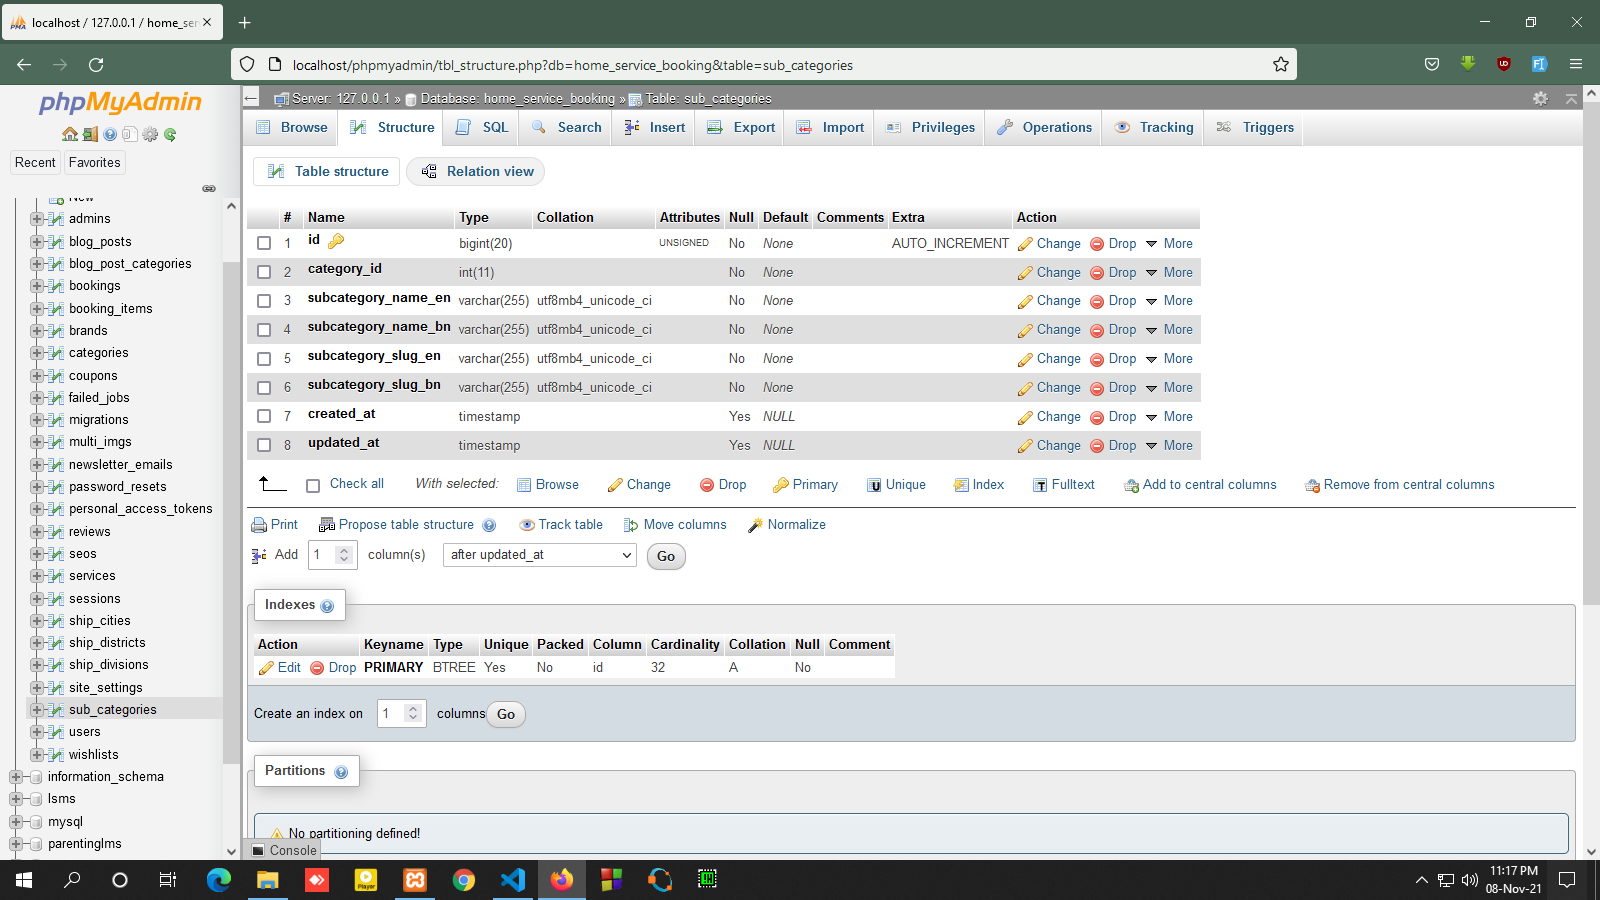 localhost / 127.0.0.1 / home_ser
localhost/phpmyadmin/tbl_structure.php?db=home_service_booking&table=sub_categories
phpMyAdmin
Recent Favorites
New
admins
blog_posts
blog_post_categories
bookings
booking_items
brands
categories
coupons
failed_jobs
migrations
multi_imgs
newsletter_emails
password_resets
personal_access_tokens
reviews
seos
services
sessions
ship_cities
ship_districts
ship_divisions
site_settings
sub_categories
users
wishlists
information_schema
lsms
mysql
parentinglms
Server: 127.0.0.1 » Database: home_service_booking » Table: sub_categories
Browse Structure SQL Search Insert Export Import Privileges Operations Tracking Triggers
Table structure Relation view
# Name Type Collation Attributes Null Default Comments Extra Action
1 id bigint(20) UNSIGNED No None AUTO_INCREMENT Change Drop More
2 category_id int(11) No None Change Drop More
3 subcategory_name_en varchar(255) utf8mb4_unicode_ci No None Change Drop More
4 subcategory_name_bn varchar(255) utf8mb4_unicode_ci No None Change Drop More
5 subcategory_slug_en varchar(255) utf8mb4_unicode_ci No None Change Drop More
6 subcategory_slug_bn varchar(255) utf8mb4_unicode_ci No None Change Drop More
7 created_at timestamp Yes NULL Change Drop More
8 updated_at timestamp Yes NULL Change Drop More
Check all With selected: Browse Change Drop Primary Unique Index Fulltext Add to central columns Remove from central columns
Print Propose table structure Track table Move columns Normalize
Add 1 column(s) after updated_at Go
Indexes
Action Keyname Type Unique Packed Column Cardinality Collation Null Comment
Edit Drop PRIMARY BTREE Yes No id 32 A No
Create an index on 1 columns Go
Partitions
No partitioning defined!
Console
11:17 PM
08-Nov-21